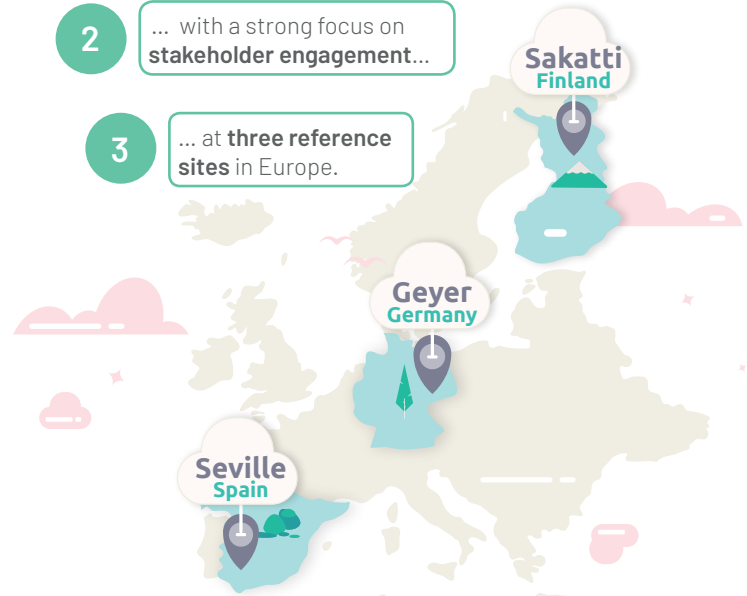 2
... with a strong focus on
stakeholder engagement...
3
... at three reference
sites in Europe.
Sakatti
Finland
Geyer
Germany
Seville
Spain